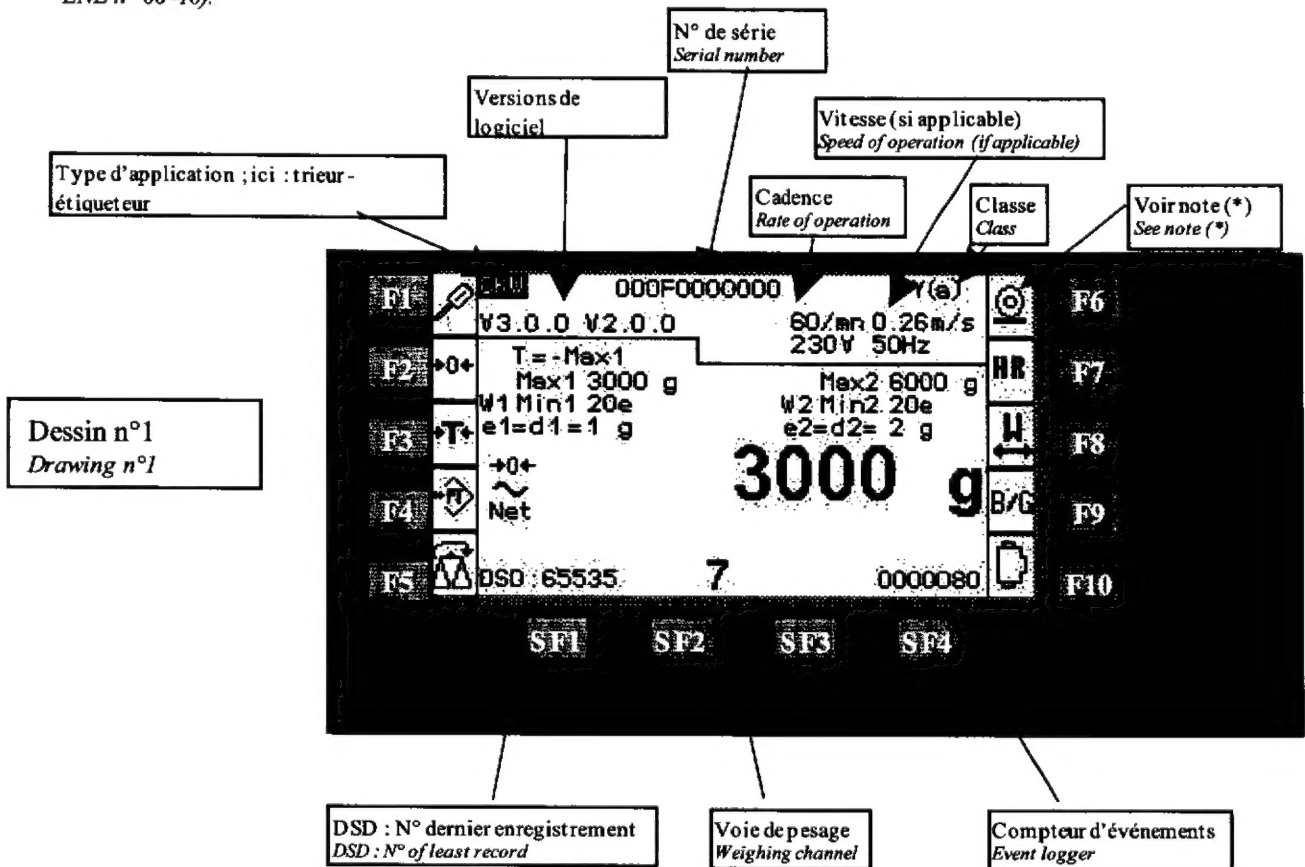 N° de série
Serial number
Versions de
logiciel
Vitesse (si applicable)
Speed of operation (if applicable)
Type d'application ; ici : trieur-
étiqueteur
Cadence
Rate of operation
Classe
Class
Voir note (*)
See note (*)
F1
000F0000000
Y(a)
F6
V3.0.0 V2.0.0
60/mn 0.26m/s
230V 50Hz
F2
→0←
T=-Max1
HR
F7
Max1 3000 g
Max2 6000 g
W1 Min1 20e
W2 Min2 20e
F3
→T←
e1=d1=1 g
e2=d2= 2 g
W
F8
Dessin n°1
Drawing n°1
→0←
3000 g
F4
PT
Net
B/G
F9
F5
DSD :65535
7
0000080
F10
SF1
SF2
SF3
SF4
DSD : N° dernier enregistrement
DSD : N° of least record
Voie de pesage
Weighing channel
Compteur d'événements
Event logger